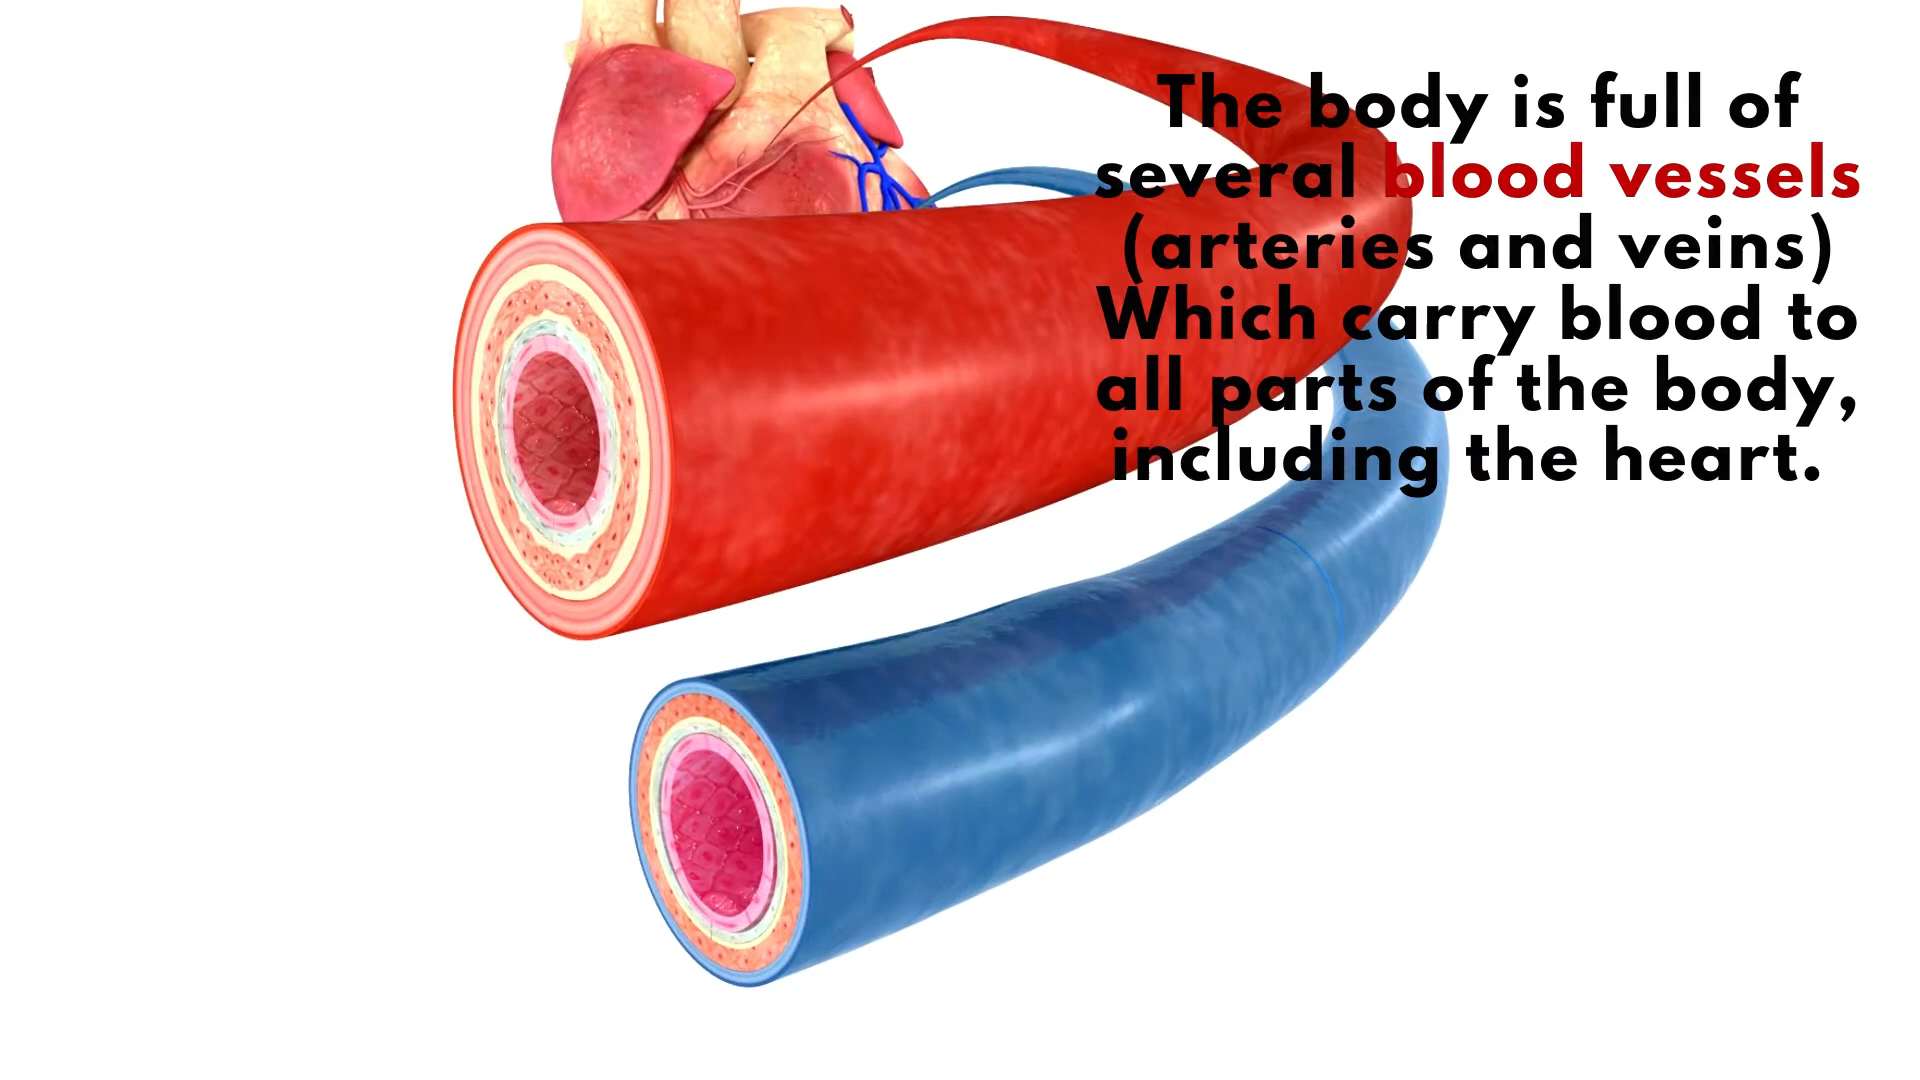 The body is full of
several blood vessels
(arteries and veins)
Which carry blood to
all parts of the body,
including the heart.